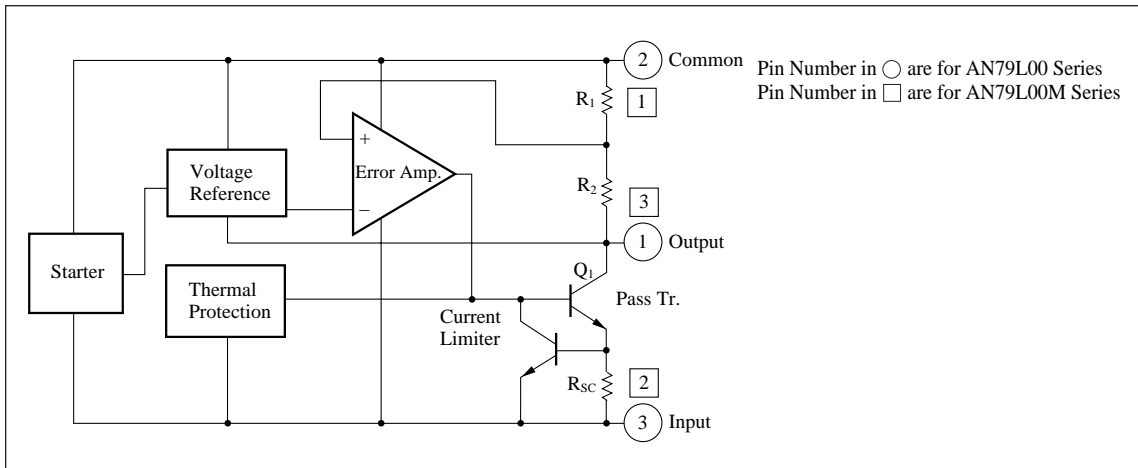 2 Common
Pin Number in ○ are for AN79L00 Series
Pin Number in □ are for AN79L00M Series
R1
1
+
Error Amp.
−
Voltage
Reference
R2
3
1 Output
Starter
Q1
Thermal
Protection
Pass Tr.
Current
Limiter
RSC
2
3 Input